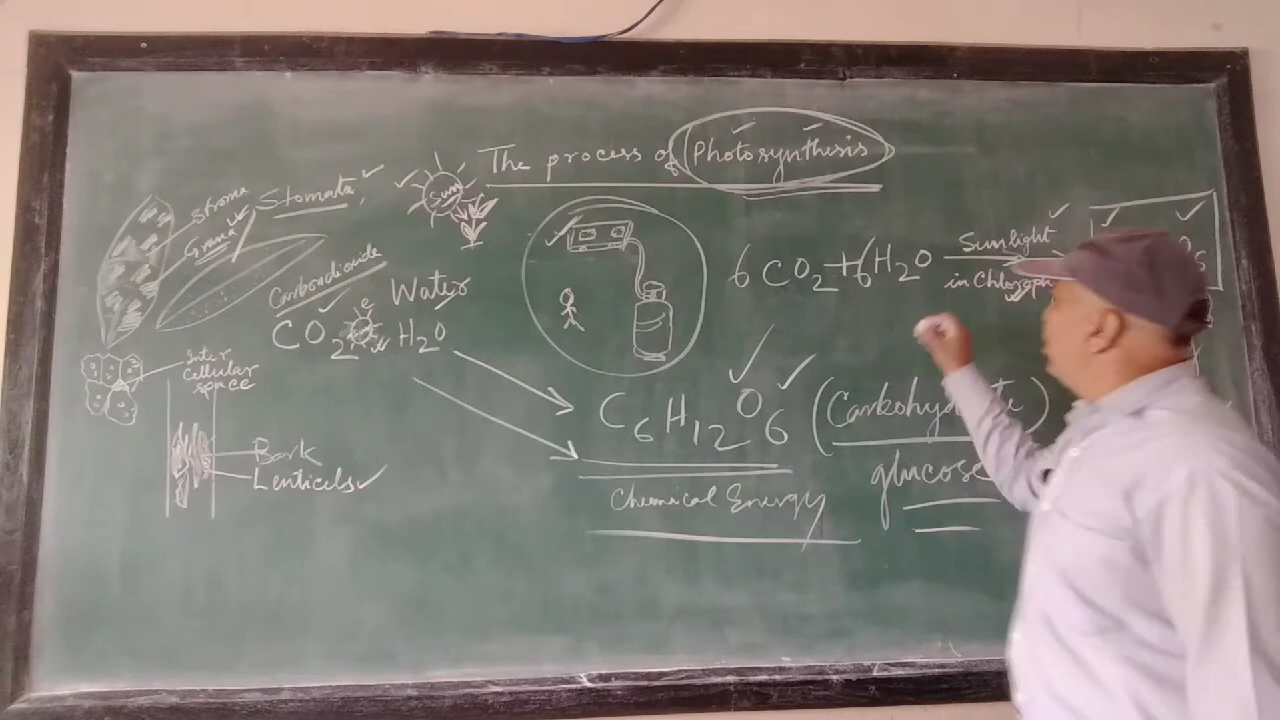 The process of Photosynthesis
Sun
Stroma
Grana
Stomata
Carbondioxide
Water
CO2 H2O
Inter
cellular
space
Bark
Lenticels
6CO2+6H2O
Sunlight
in Chloroph
C6H12O6 (Carbohydrate)
glucose
Chemical Energy